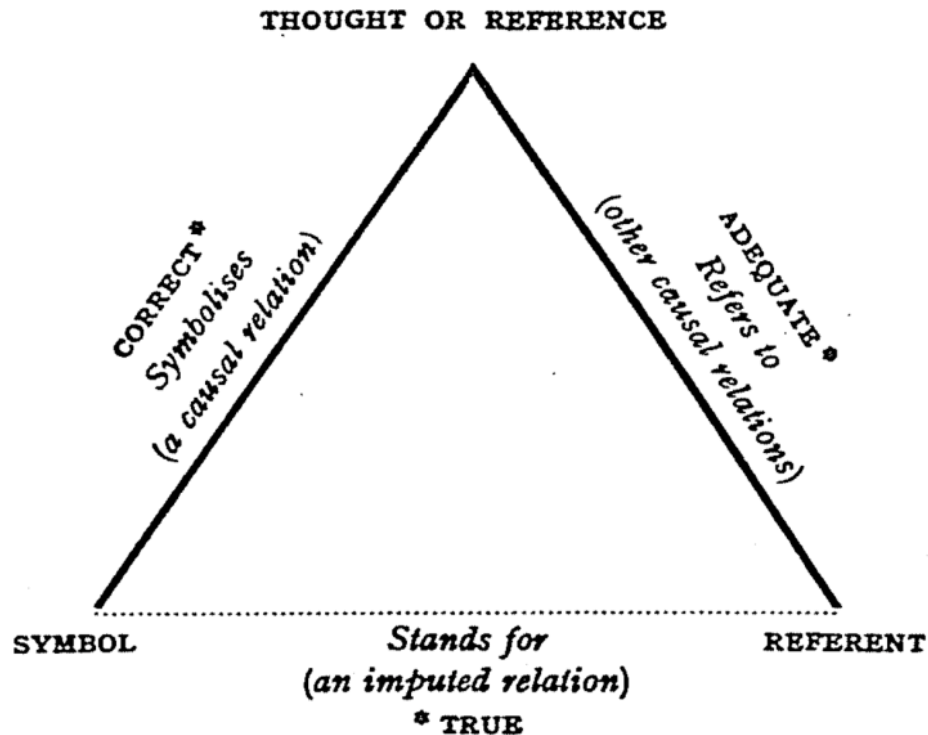 THOUGHT OR REFERENCE
CORRECT*
Symbolises
(a causal relation)
ADEQUATE*
Refers to
(other causal relations)
SYMBOL
Stands for
REFERENT
(an imputed relation)
* TRUE